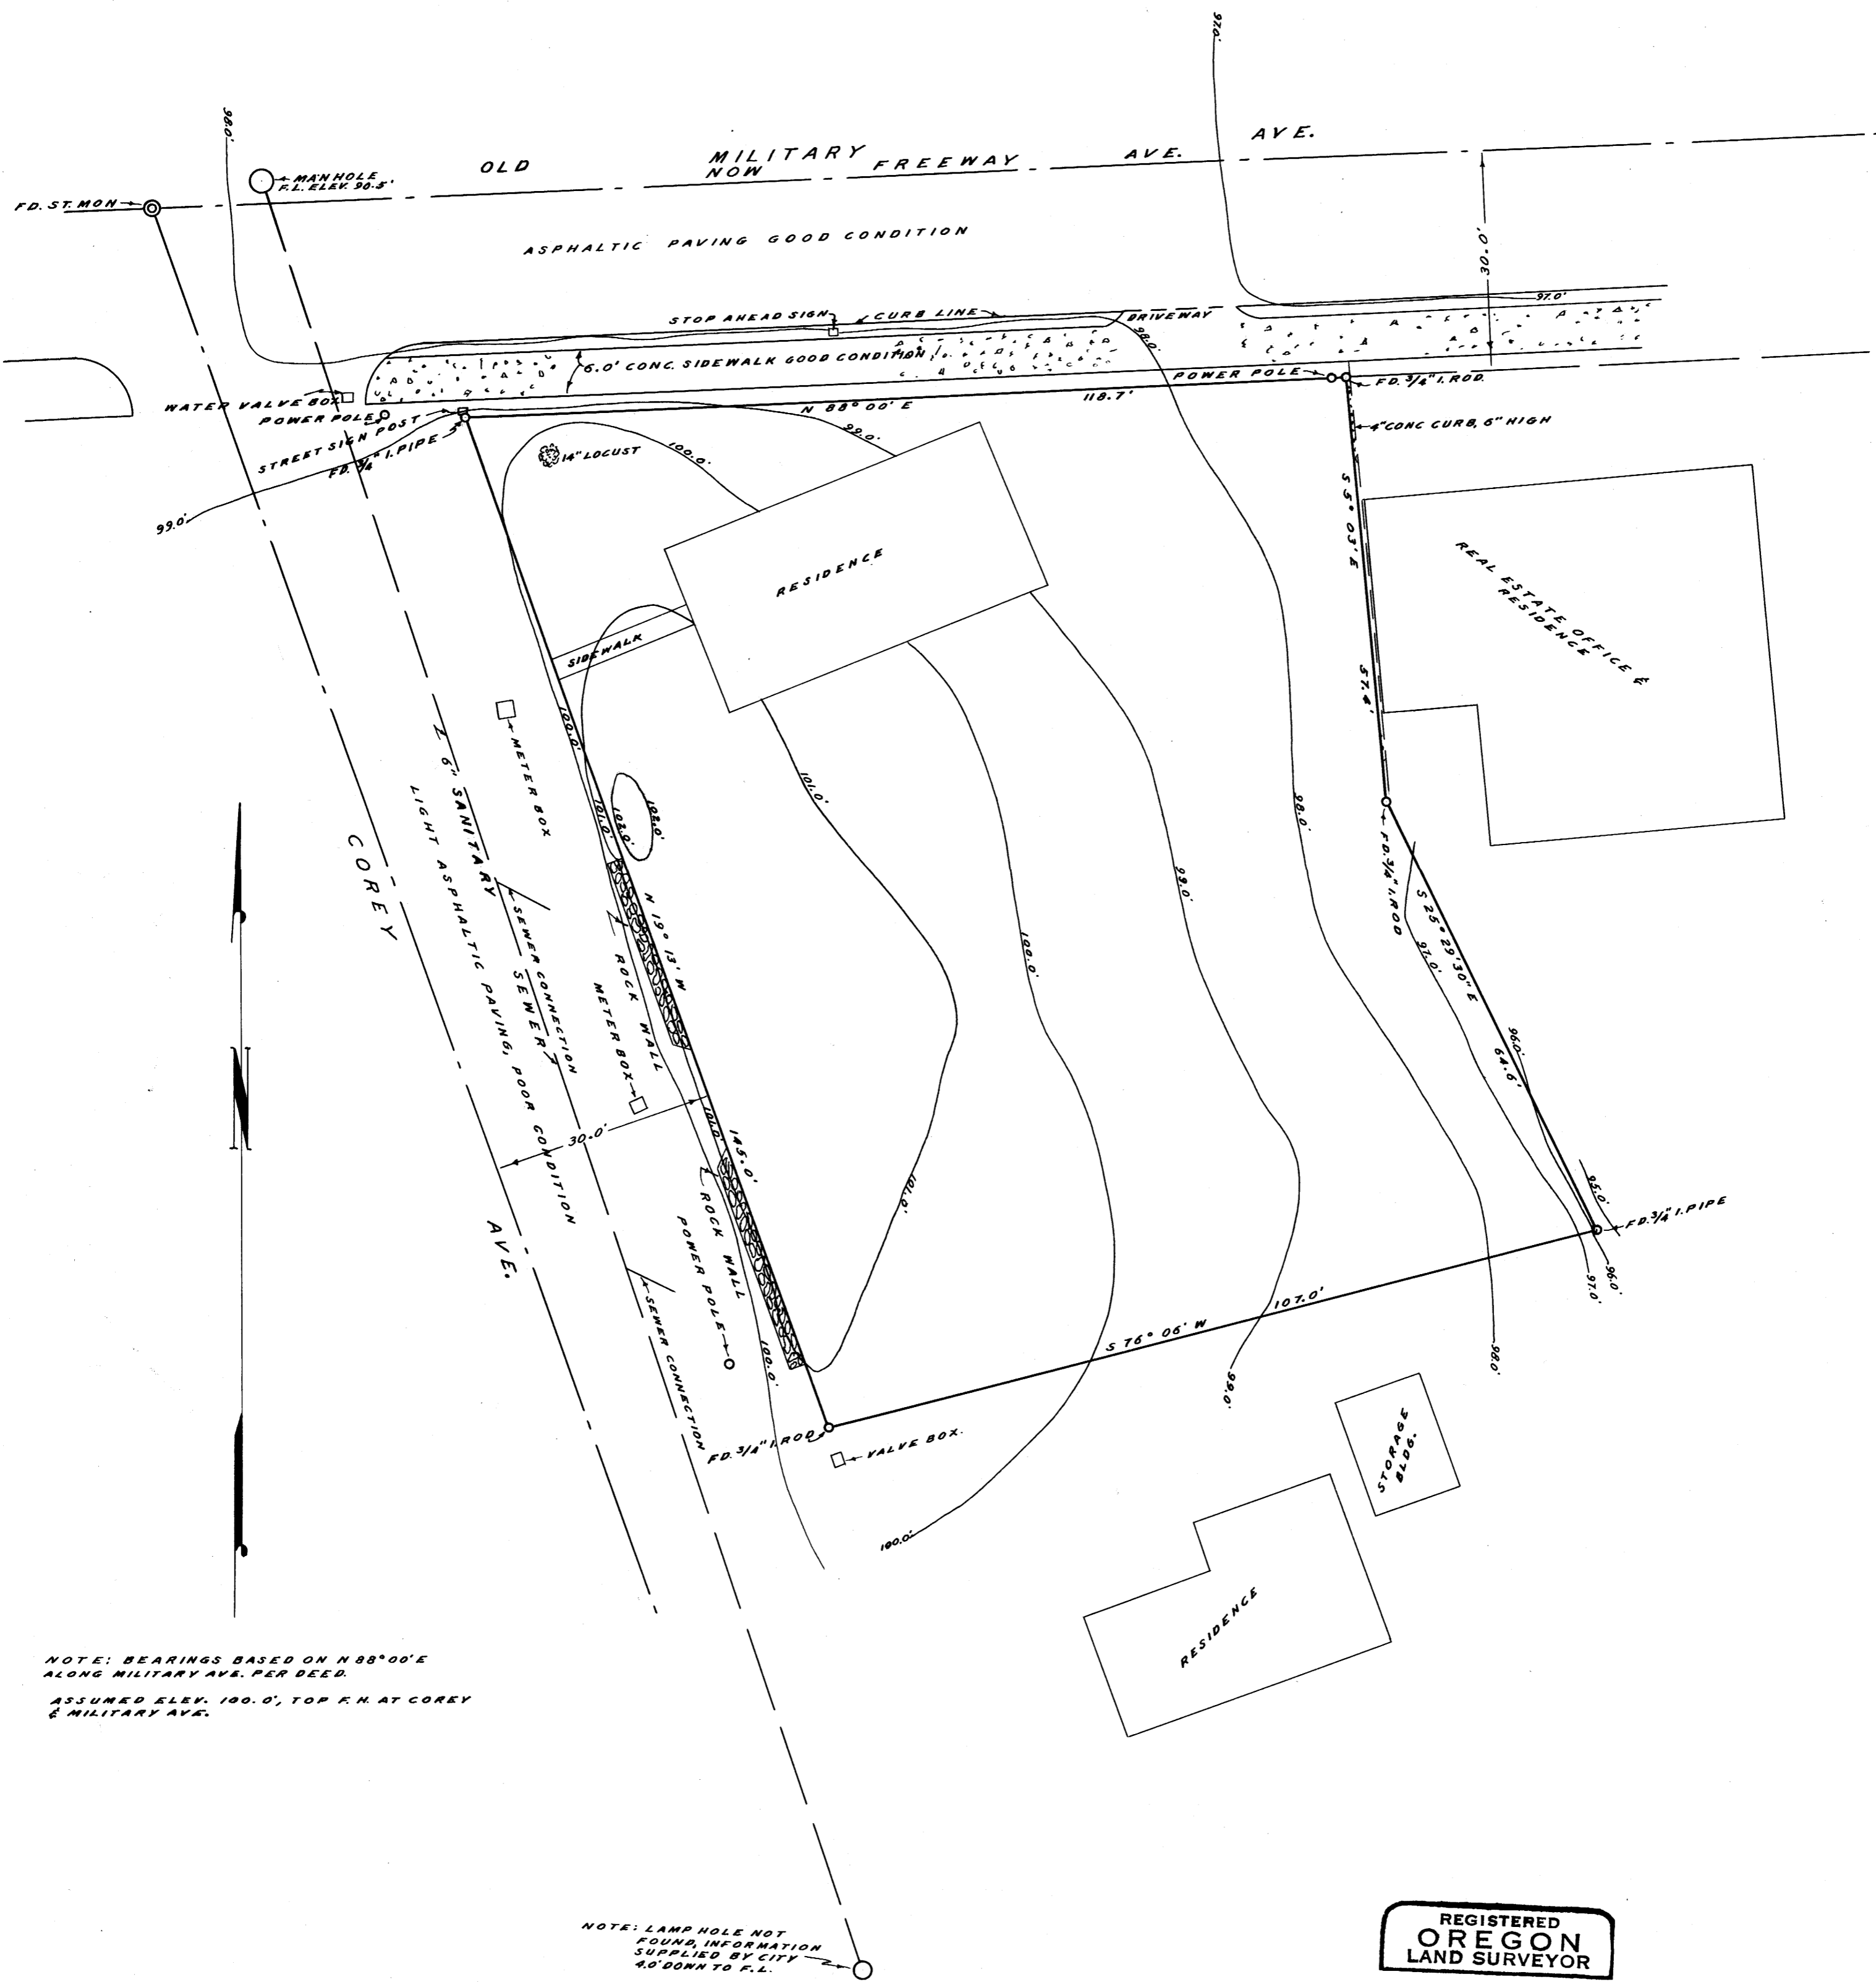 97.0'
98.0'
OLD MILITARY AVE.
NOW FREEWAY AVE.
MANHOLE
F.L. ELEV. 90.5'
FD. ST. MON
ASPHALTIC PAVING GOOD CONDITION
30.0'
97.0'
STOP AHEAD SIGN
CURB LINE
DRIVEWAY
98.0'
6.0' CONC. SIDEWALK GOOD CONDITION
WATER VALVE BOX
POWER POLE
STREET SIGN POST
FD. 3/4" I. PIPE
N 88° 00' E
118.7'
POWER POLE
FD. 3/4" I. ROD
4" CONC CURB, 6" HIGH
99.0'
99.0'
100.0'
14" LOCUST
RESIDENCE
SIDEWALK
S 5° 03' E
57.4'
REAL ESTATE OFFICE &
RESIDENCE
METER BOX
100.0'
101.0'
102.0'
102.0'
101.0'
98.0'
99.0'
100.0'
6" SANITARY
SEWER
COREY
AVE.
LIGHT ASPHALTIC PAVING, POOR CONDITION
SEWER CONNECTION
ROCK WALL
METER BOX
N 19° 13' W
145.0'
FD. 3/4" I. ROD
S 25° 29' 30" E
64.6'
97.0'
96.0'
95.0'
FD. 3/4" I. PIPE
N
30.0'
101.0'
101.0'
ROCK WALL
POWER POLE
SEWER CONNECTION
100.0'
S 76° 06' W
107.0'
97.0'
96.0'
98.0'
99.0'
FD. 3/4" I. ROD
VALVE BOX.
100.0'
STORAGE
BLDG.
RESIDENCE
NOTE: BEARINGS BASED ON N 88°00' E
ALONG MILITARY AVE. PER DEED.
ASSUMED ELEV. 100.0', TOP F.H. AT COREY
& MILITARY AVE.
NOTE: LAMP HOLE NOT
FOUND, INFORMATION
SUPPLIED BY CITY
4.0' DOWN TO F.L.
REGISTERED
OREGON
LAND SURVEYOR